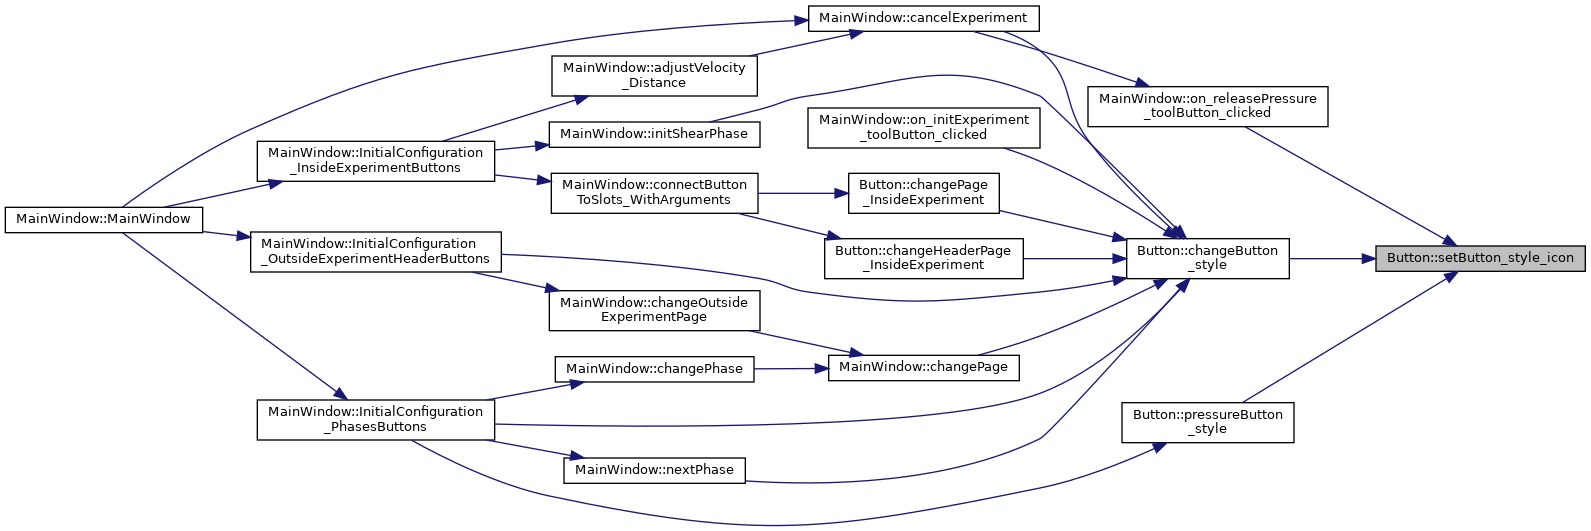 MainWindow::cancelExperiment
MainWindow::adjustVelocity
_Distance
MainWindow::on_releasePressure
_toolButton_clicked
MainWindow::initShearPhase
MainWindow::on_initExperiment
_toolButton_clicked
MainWindow::InitialConfiguration
_InsideExperimentButtons
MainWindow::connectButton
ToSlots_WithArguments
Button::changePage
_InsideExperiment
MainWindow::MainWindow
MainWindow::InitialConfiguration
_OutsideExperimentHeaderButtons
Button::changeHeaderPage
_InsideExperiment
Button::changeButton
_style
Button::setButton_style_icon
MainWindow::changeOutside
ExperimentPage
MainWindow::changePhase
MainWindow::changePage
MainWindow::InitialConfiguration
_PhasesButtons
Button::pressureButton
_style
MainWindow::nextPhase